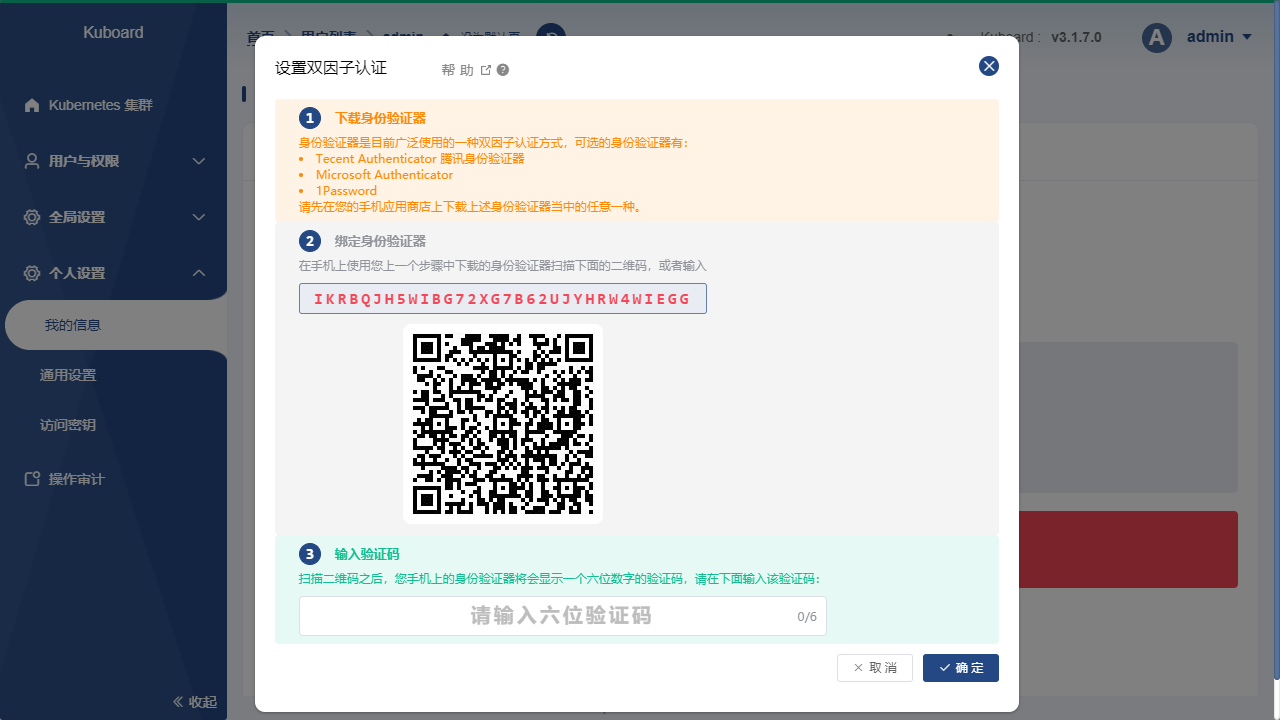 Kuboard
首页
用户列表
admin
设为默认页
Kuboard :
v3.1.7.0
A
admin
Kubernetes 集群
用户与权限
全局设置
个人设置
我的信息
通用设置
访问密钥
操作审计
收起
设置双因子认证
帮 助
1 下载身份验证器
身份验证器是目前广泛使用的一种双因子认证方式，可选的身份验证器有：
• Tecent Authenticator 腾讯身份验证器
• Microsoft Authenticator
• 1Password
请先在您的手机应用商店上下载上述身份验证器当中的任意一种。
2 绑定身份验证器
在手机上使用您上一个步骤中下载的身份验证器扫描下面的二维码，或者输入
IKRBQJH5WIBG72XG7B62UJYHRW4WIEGG
3 输入验证码
扫描二维码之后，您手机上的身份验证器将会显示一个六位数字的验证码，请在下面输入该验证码：
请输入六位验证码
0/6
取 消
确 定